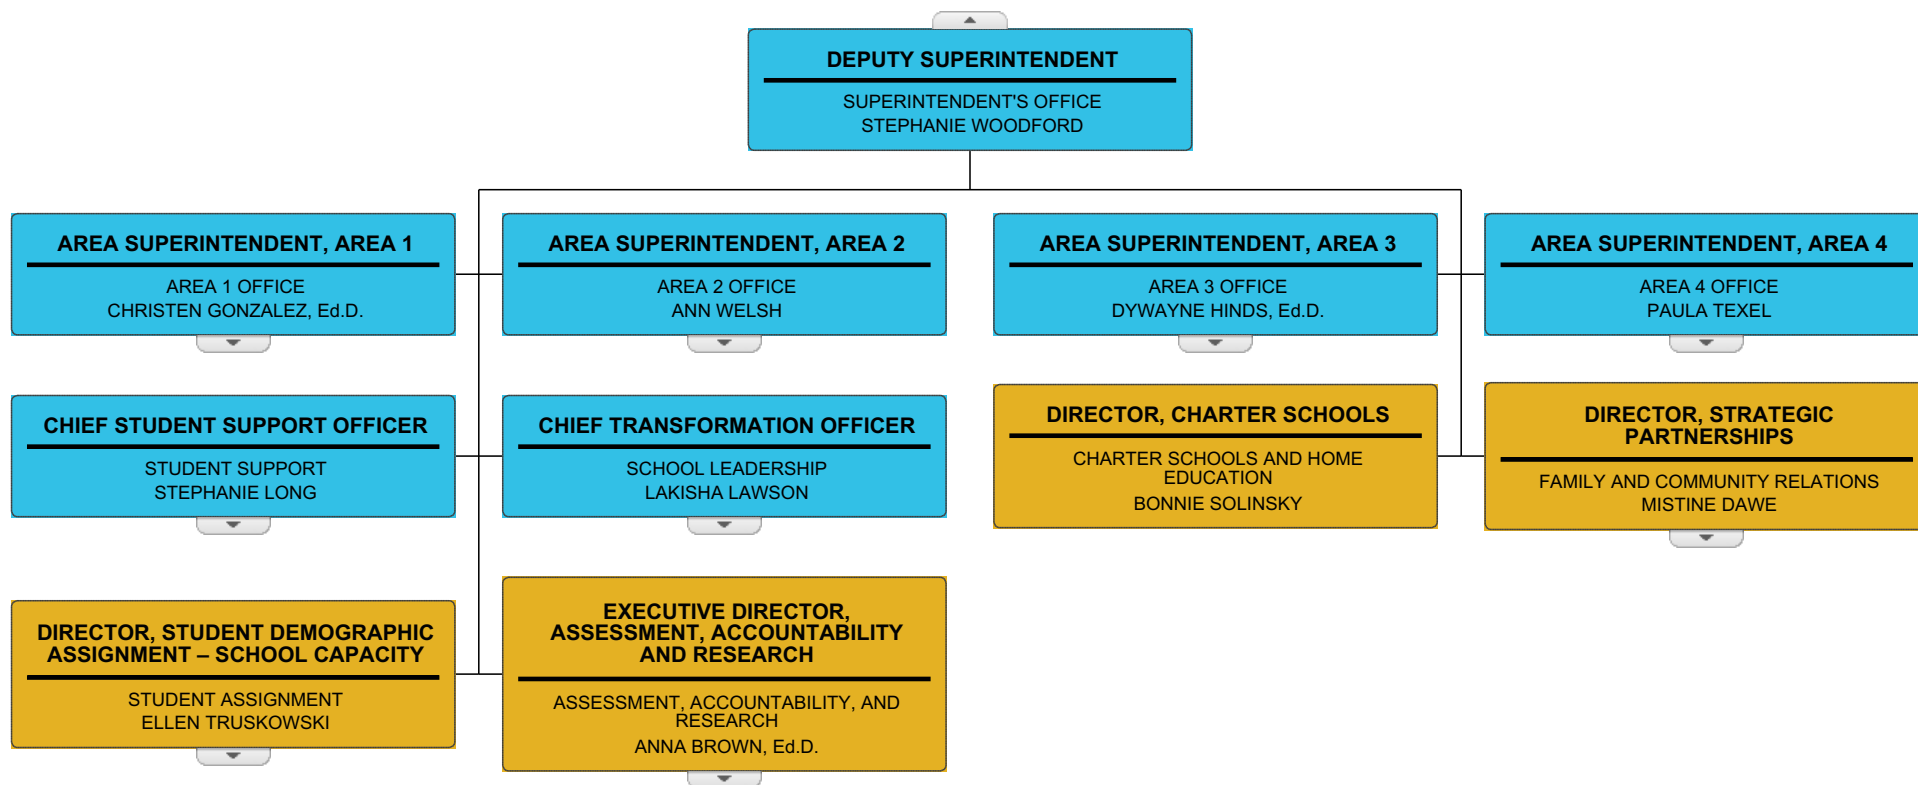 DEPUTY SUPERINTENDENT
SUPERINTENDENT'S OFFICE
STEPHANIE WOODFORD
AREA SUPERINTENDENT, AREA 1
AREA 1 OFFICE
CHRISTEN GONZALEZ, Ed.D.
AREA SUPERINTENDENT, AREA 2
AREA 2 OFFICE
ANN WELSH
AREA SUPERINTENDENT, AREA 3
AREA 3 OFFICE
DYWAYNE HINDS, Ed.D.
AREA SUPERINTENDENT, AREA 4
AREA 4 OFFICE
PAULA TEXEL
CHIEF STUDENT SUPPORT OFFICER
STUDENT SUPPORT
STEPHANIE LONG
CHIEF TRANSFORMATION OFFICER
SCHOOL LEADERSHIP
LAKISHA LAWSON
DIRECTOR, CHARTER SCHOOLS
CHARTER SCHOOLS AND HOME
EDUCATION
BONNIE SOLINSKY
DIRECTOR, STRATEGIC
PARTNERSHIPS
FAMILY AND COMMUNITY RELATIONS
MISTINE DAWE
DIRECTOR, STUDENT DEMOGRAPHIC
ASSIGNMENT – SCHOOL CAPACITY
STUDENT ASSIGNMENT
ELLEN TRUSKOWSKI
EXECUTIVE DIRECTOR,
ASSESSMENT, ACCOUNTABILITY
AND RESEARCH
ASSESSMENT, ACCOUNTABILITY, AND
RESEARCH
ANNA BROWN, Ed.D.